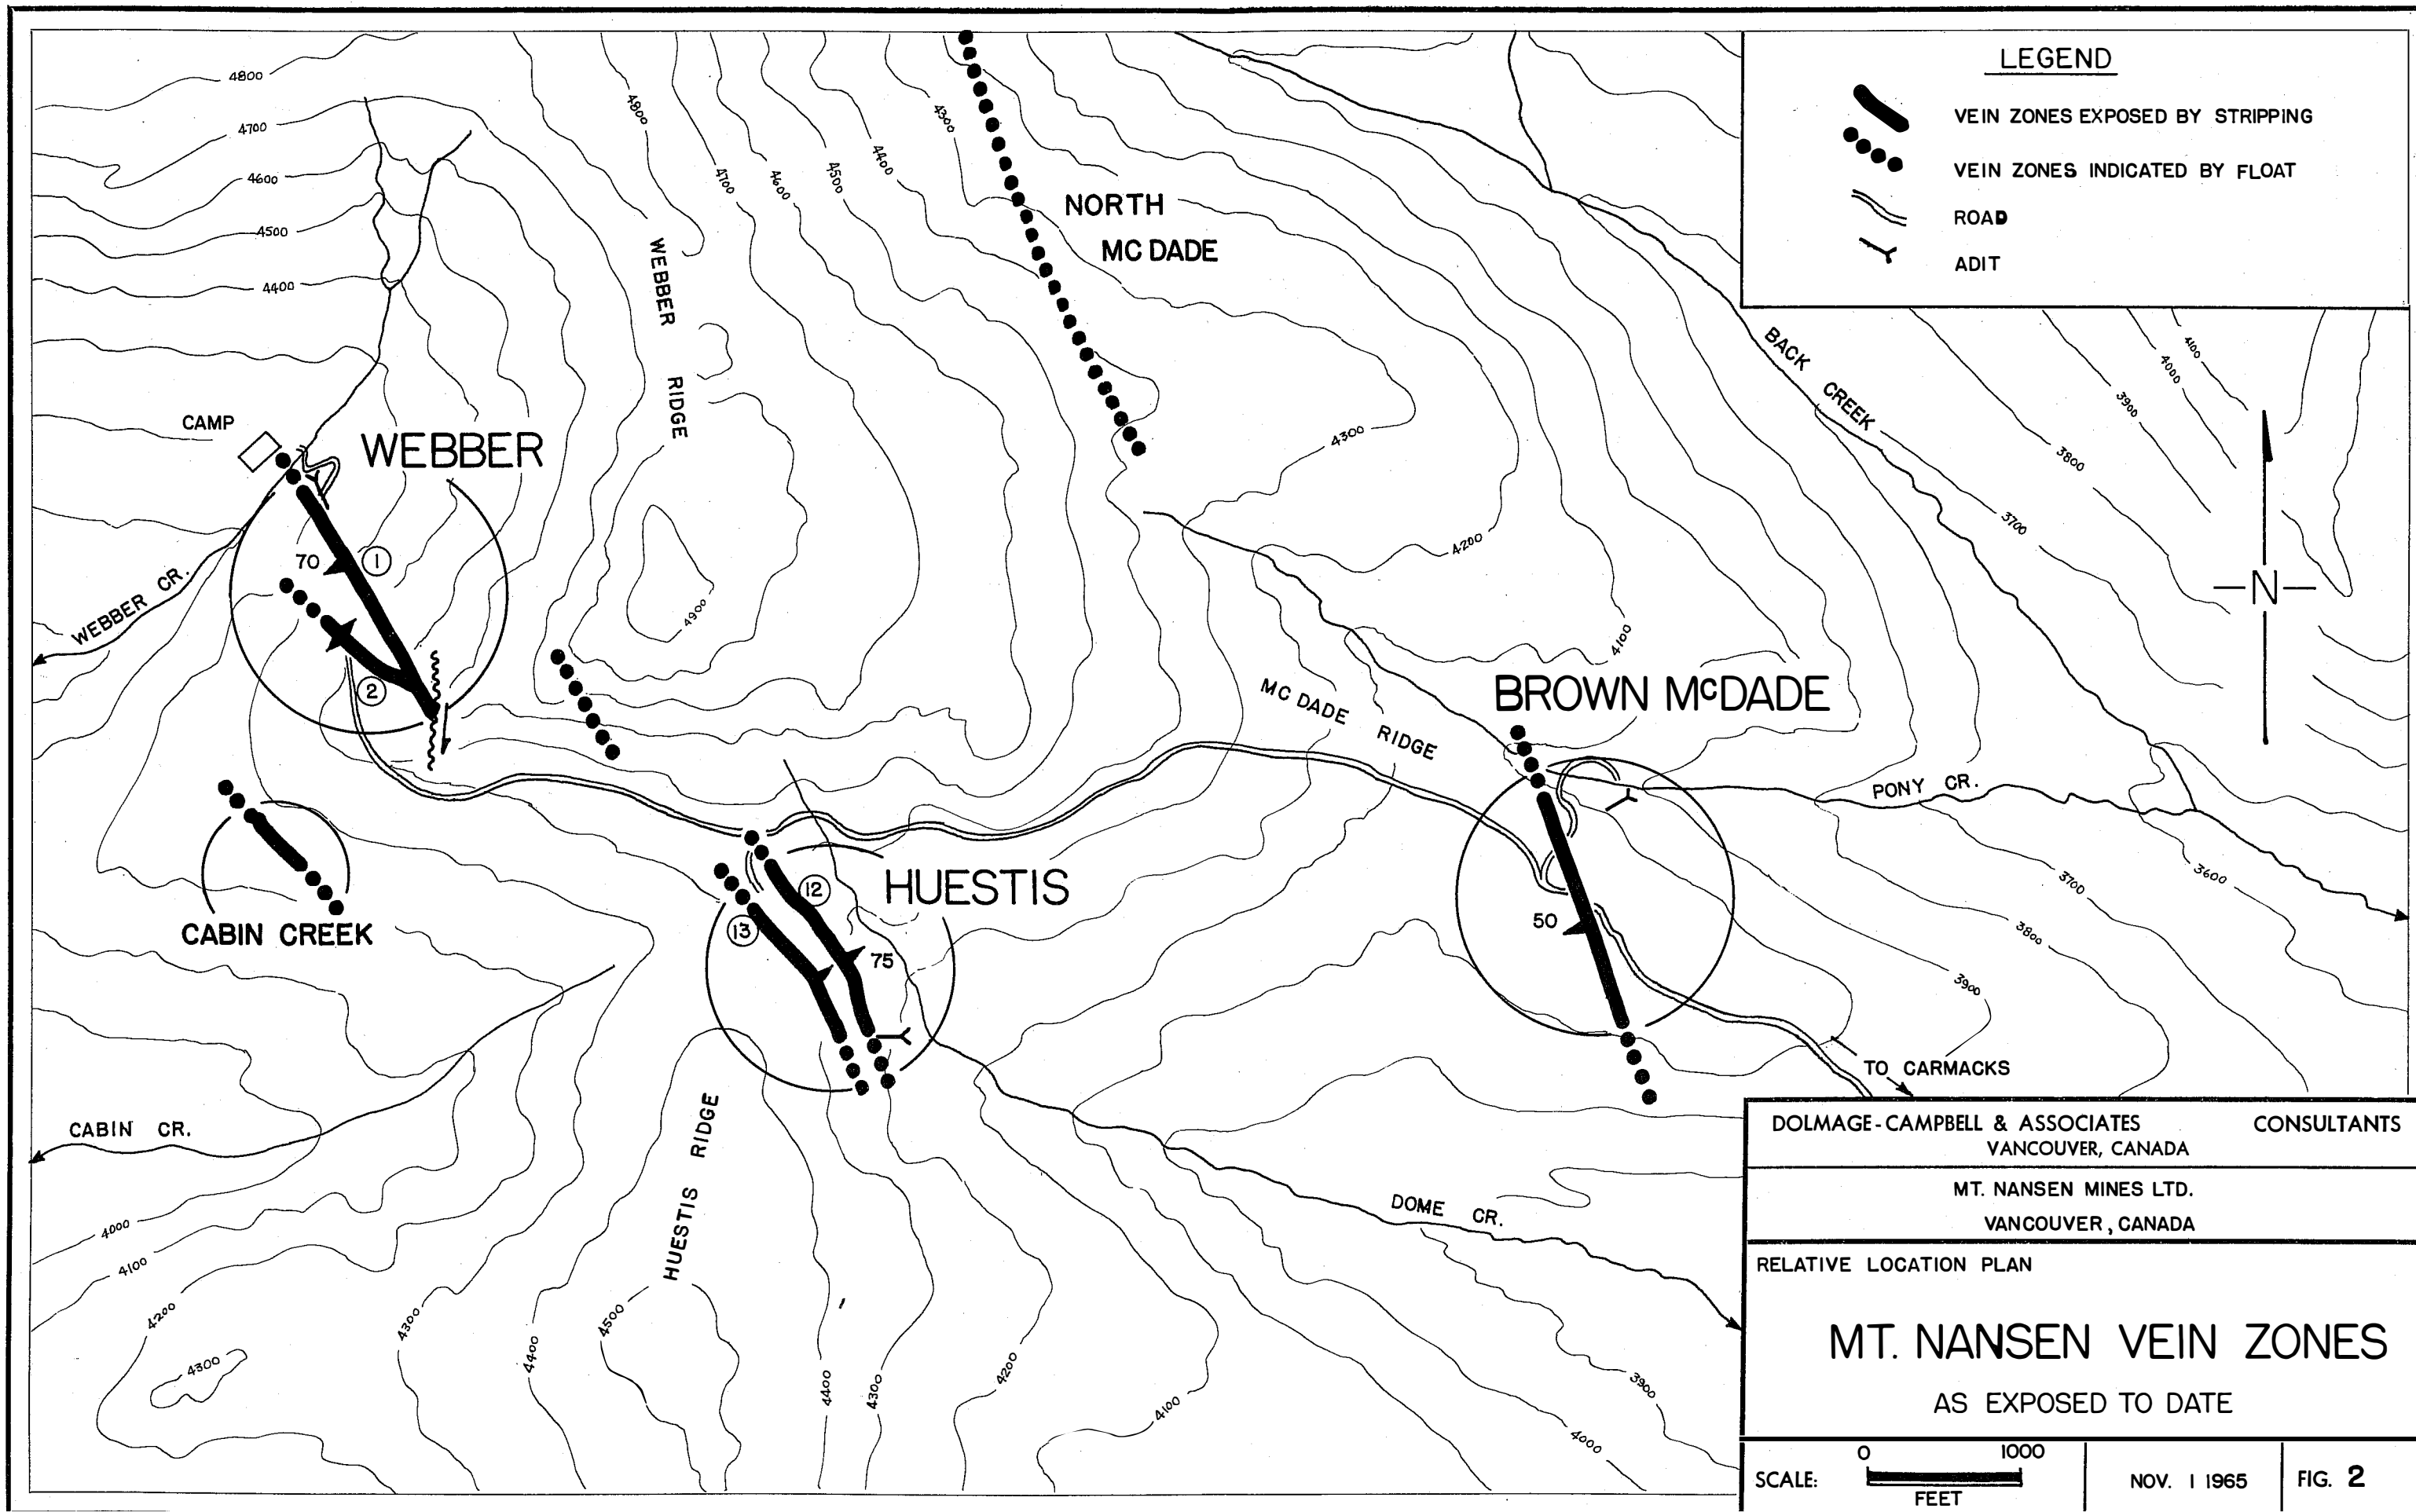 LEGEND
VEIN ZONES EXPOSED BY STRIPPING
VEIN ZONES INDICATED BY FLOAT
ROAD
ADIT
4800
4700
4600
4500
4400
4800
4700
4600
4500
4400
4300
NORTH
MC DADE
WEBBER
RIDGE
BACK
CREEK
4100
4000
3900
3800
3700
4300
4200
4100
CAMP
WEBBER
70
1
2
WEBBER CR.
4900
N
MC DADE
RIDGE
BROWN McDADE
PONY CR.
50
3600
3700
3800
3900
TO CARMACKS
CABIN CREEK
HUESTIS
12
13
75
CABIN CR.
HUESTIS
RIDGE
DOME CR.
4000
4100
4200
4300
4300
4400
4500
4400
4300
4200
4100
4000
3900
DOLMAGE-CAMPBELL & ASSOCIATES CONSULTANTS
VANCOUVER, CANADA
MT. NANSEN MINES LTD.
VANCOUVER, CANADA
RELATIVE LOCATION PLAN
MT. NANSEN VEIN ZONES
AS EXPOSED TO DATE
SCALE: 0 1000
FEET
NOV. 1 1965
FIG. 2